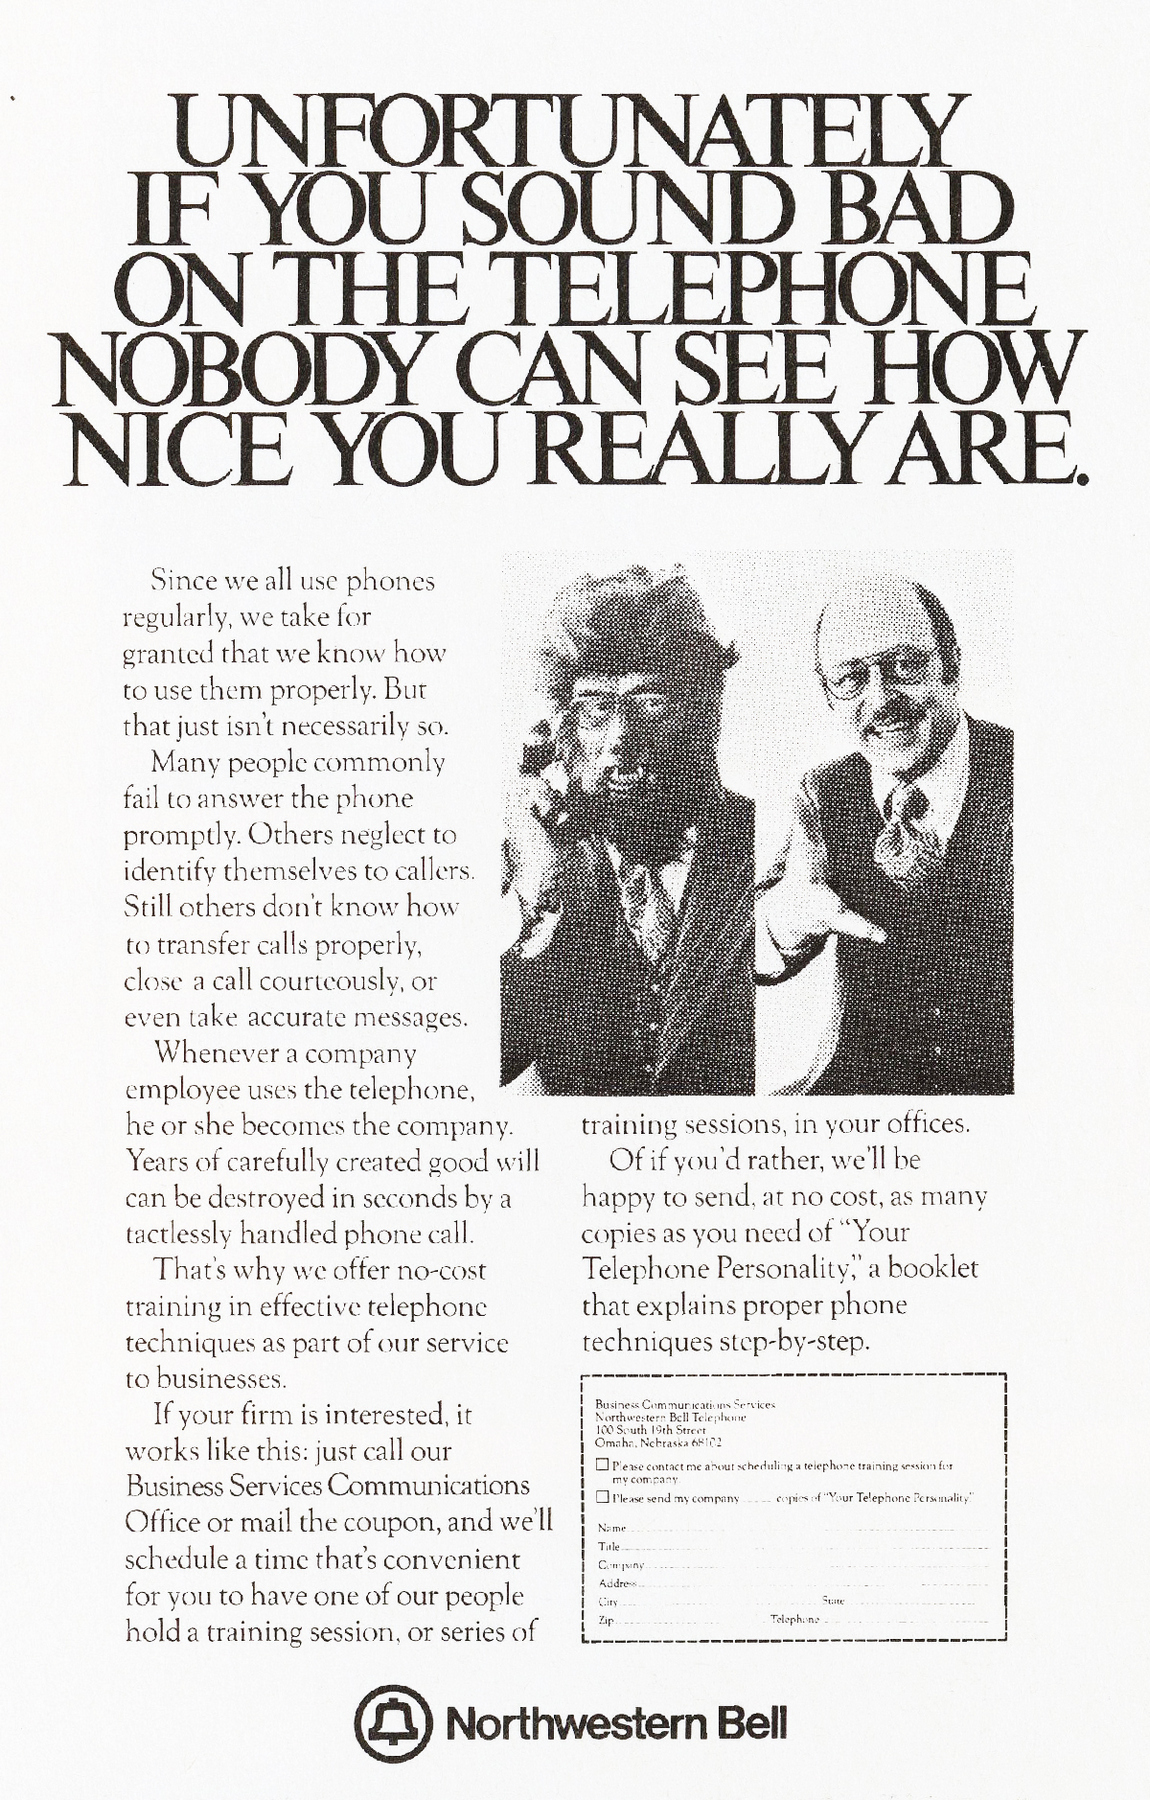 UNFORTUNATELY
IF YOU SOUND BAD
ON THE TELEPHONE
NOBODY CAN SEE HOW
NICE YOU REALLY ARE.
Since we all use phones
regularly, we take for
granted that we know how
to use them properly. But
that just isn't necessarily so.
Many people commonly
fail to answer the phone
promptly. Others neglect to
identify themselves to callers.
Still others don't know how
to transfer calls properly,
close a call courteously, or
even take accurate messages.
Whenever a company
employee uses the telephone,
he or she becomes the company.
Years of carefully created good will
can be destroyed in seconds by a
tactlessly handled phone call.
That's why we offer no-cost
training in effective telephone
techniques as part of our service
to businesses.
If your firm is interested, it
works like this: just call our
Business Services Communications
Office or mail the coupon, and we'll
schedule a time that's convenient
for you to have one of our people
hold a training session, or series of
training sessions, in your offices.
Of if you'd rather, we'll be
happy to send, at no cost, as many
copies as you need of "Your
Telephone Personality," a booklet
that explains proper phone
techniques step-by-step.
Business Communications Services
Northwestern Bell Telephone
100 South 19th Street
Omaha, Nebraska 68102
Please contact me about scheduling a telephone training session for
my company.
Please send my company ...... copies of "Your Telephone Personality."
Name
Title
Company
Address
City State
Zip Telephone
Northwestern Bell